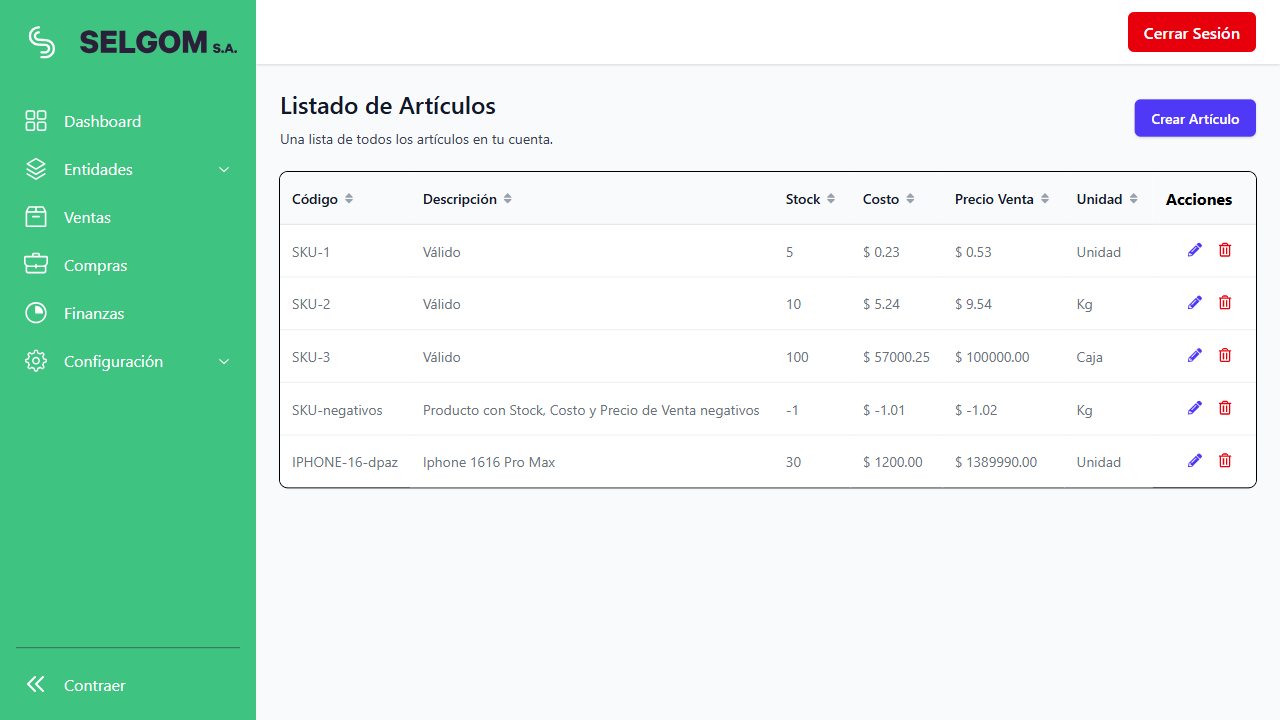 SELGOM S.A.
Cerrar Sesión
Dashboard
Entidades
Ventas
Compras
Finanzas
Configuración
Contraer
Listado de Artículos
Una lista de todos los artículos en tu cuenta.
Crear Artículo
Código Descripción Stock Costo Precio Venta Unidad Acciones
SKU-1 Válido 5 $ 0.23 $ 0.53 Unidad
SKU-2 Válido 10 $ 5.24 $ 9.54 Kg
SKU-3 Válido 100 $ 57000.25 $ 100000.00 Caja
SKU-negativos Producto con Stock, Costo y Precio de Venta negativos -1 $ -1.01 $ -1.02 Kg
IPHONE-16-dpaz Iphone 1616 Pro Max 30 $ 1200.00 $ 1389990.00 Unidad